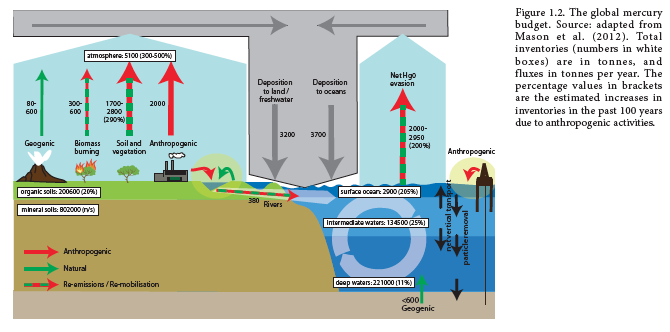 Figure 1.2. The global mercury
budget. Source: adapted from
Mason et al. (2012). Total
inventories (numbers in white
boxes) are in tonnes, and
fluxes in tonnes per year. The
percentage values in brackets
are the estimated increases in
inventories in the past 100 years
due to anthropogenic activities.
atmosphere: 5100 (300-500%)
80-
600
300-
600
1700-
2800
(290%)
2000
Geogenic
Biomass
burning
Soil and
vegetation
Anthropogenic
Deposition
to land /
freshwater
3200
Deposition
to oceans
3700
Net Hg0
evasion
2000-
2950
(200%)
Anthropogenic
organic soils: 200600 (20%)
mineral soils: 802000 (n/s)
380
Rivers
surface ocean: 2900 (205%)
Intermediate waters: 134500 (25%)
deep waters: 221000 (11%)
net vertical transport
particle removal
<600
Geogenic
Anthropogenic
Natural
Re-emissions / Re-mobilisation